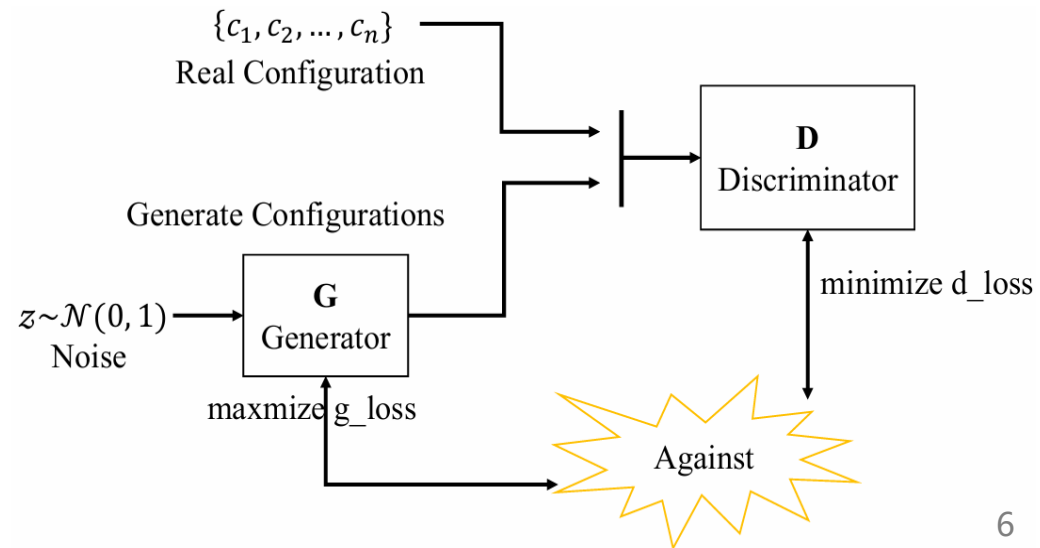 {c₁, c₂, ..., cₙ}
Real Configuration
D
Discriminator
Generate Configurations
G
Generator
z~𝒩(0, 1)
Noise
minimize d_loss
maxmize g_loss
Against
6